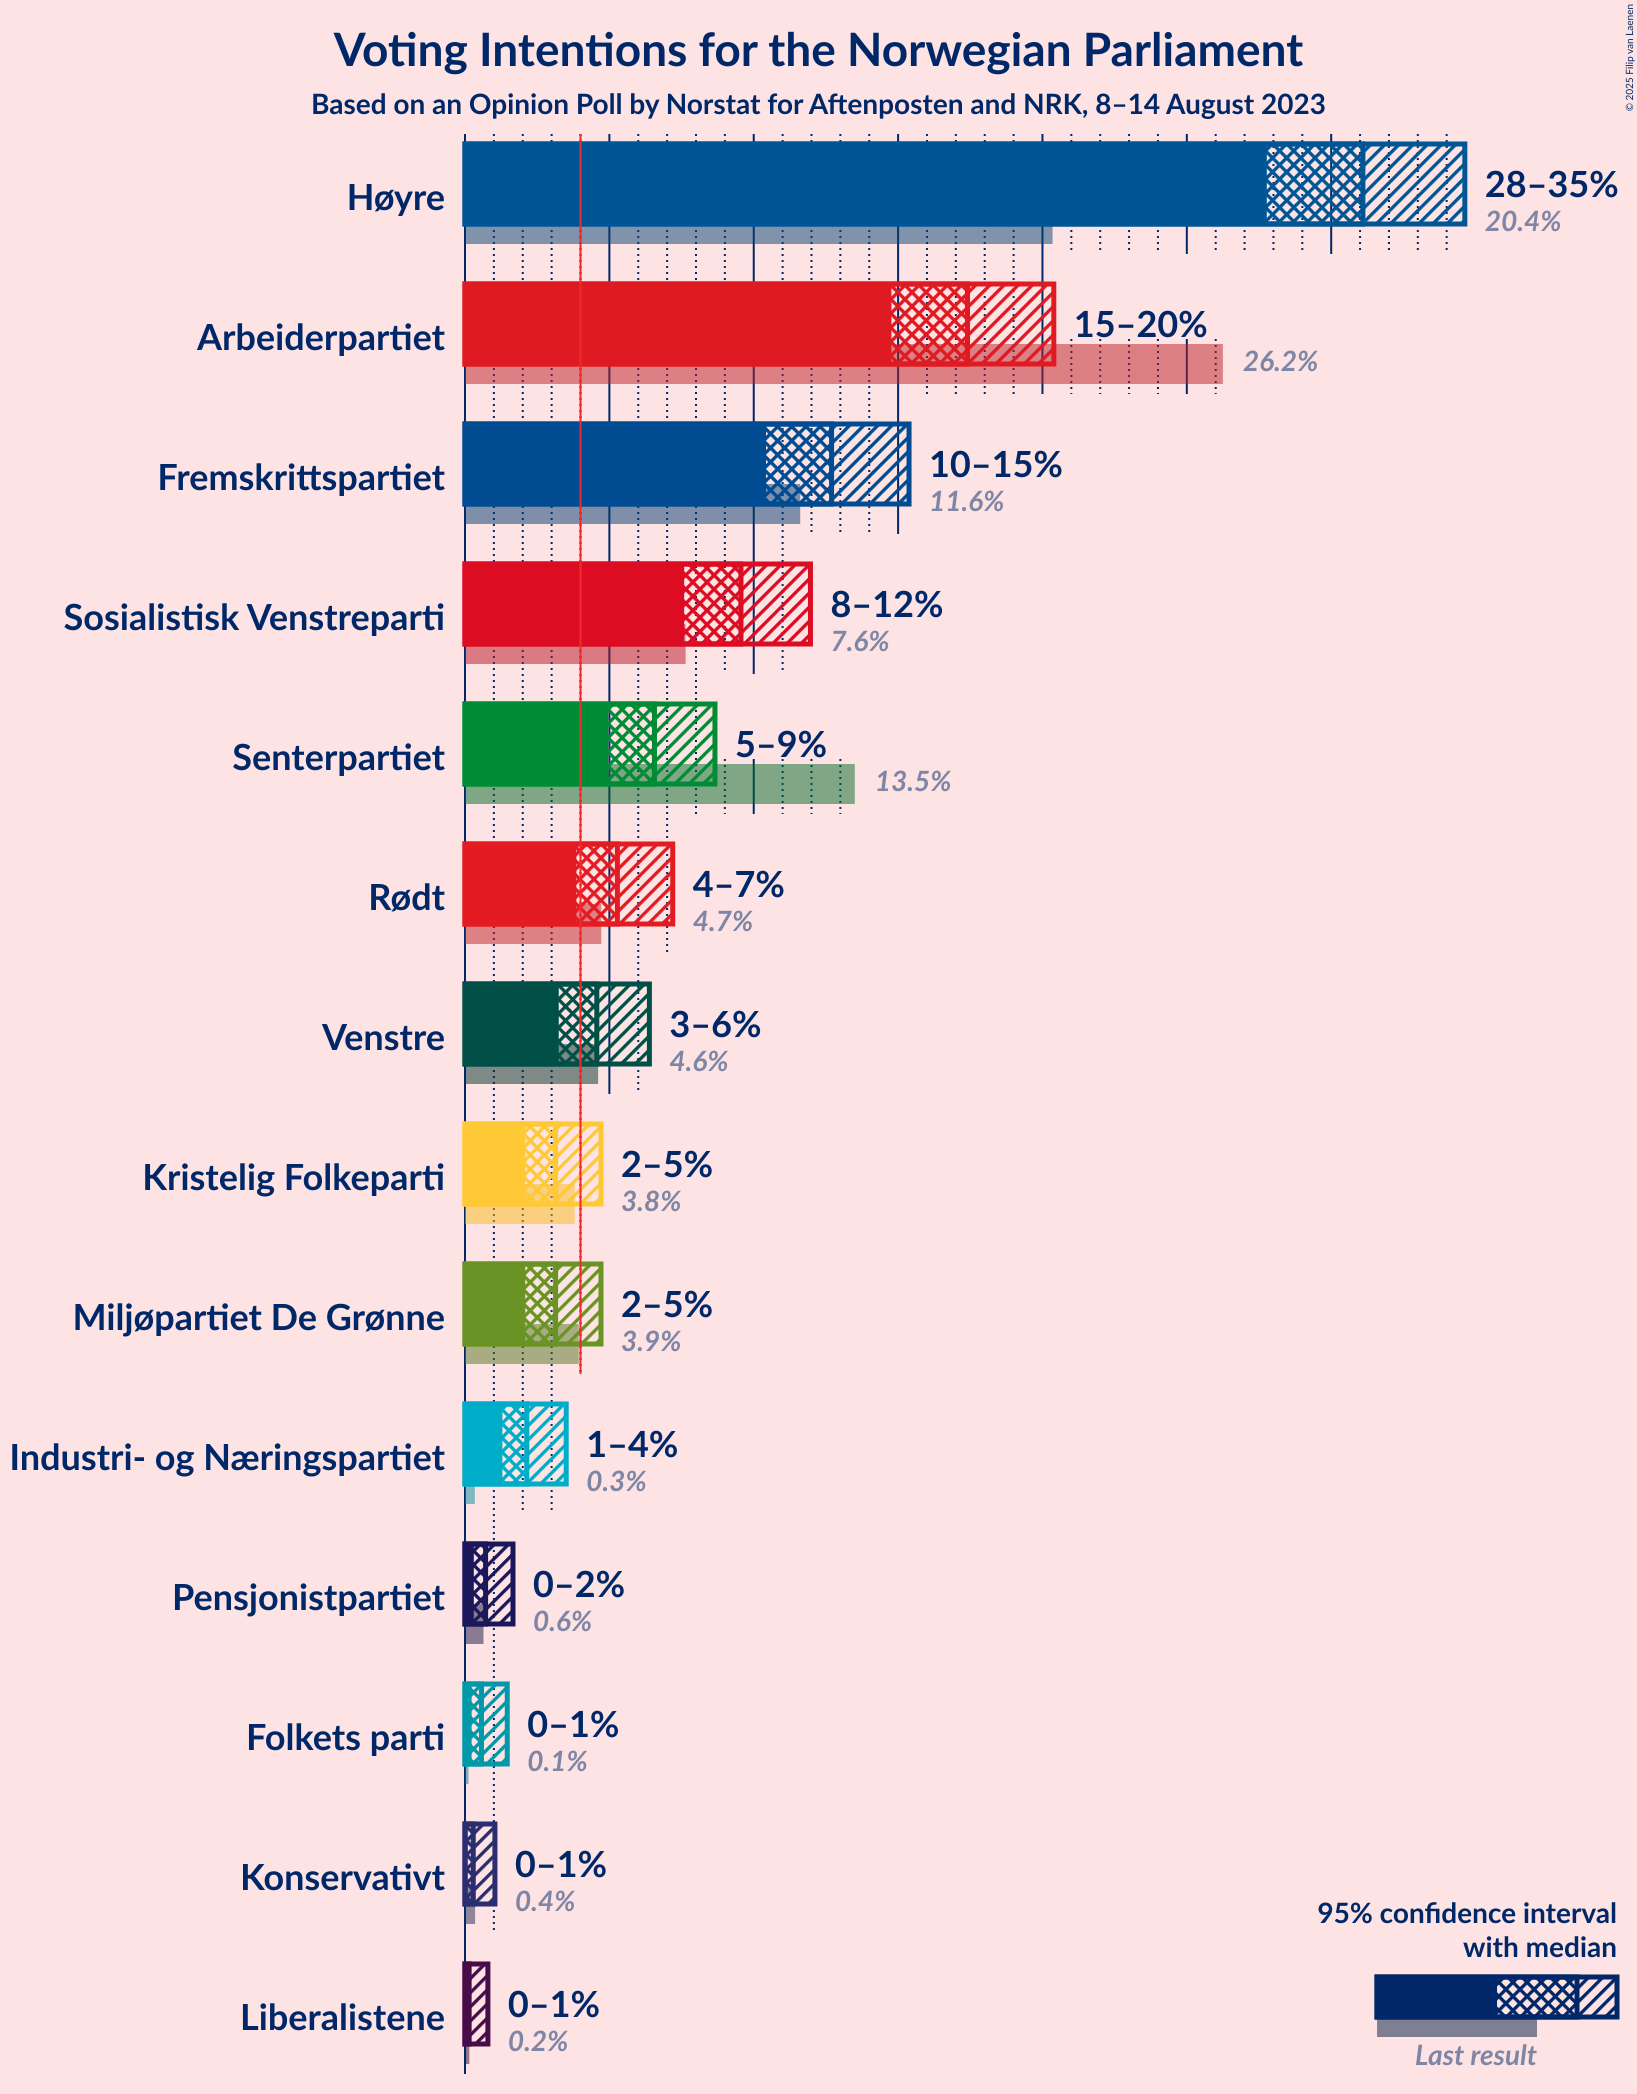 Voting Intentions for the Norwegian Parliament
Based on an Opinion Poll by Norstat for Aftenposten and NRK, 8–14 August 2023
© 2025 Filip van Laenen
Høyre
28–35%
20.4%
Arbeiderpartiet
15–20%
26.2%
Fremskrittspartiet
10–15%
11.6%
Sosialistisk Venstreparti
8–12%
7.6%
Senterpartiet
5–9%
13.5%
Rødt
4–7%
4.7%
Venstre
3–6%
4.6%
Kristelig Folkeparti
2–5%
3.8%
Miljøpartiet De Grønne
2–5%
3.9%
Industri- og Næringspartiet
1–4%
0.3%
Pensjonistpartiet
0–2%
0.6%
Folkets parti
0–1%
0.1%
Konservativt
0–1%
0.4%
Liberalistene
0–1%
0.2%
95% confidence interval
with median
Last result